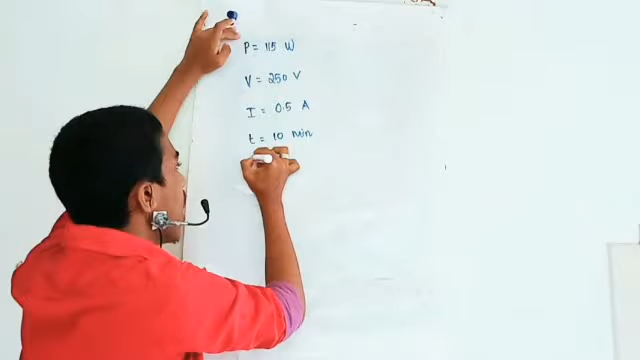 P = 115 W
V = 250 V
I = 0.5 A
t = 10 min